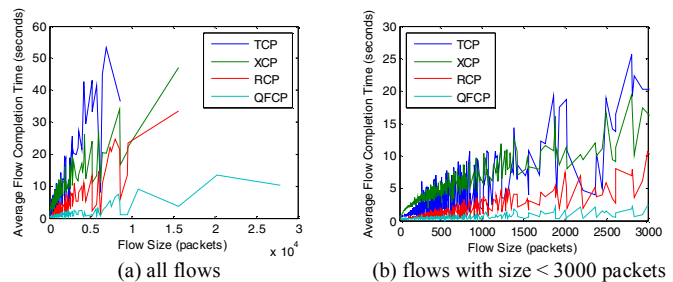 Average Flow Completion Time (seconds)
60
50
40
30
20
10
0
0
0.5
1
1.5
2
2.5
3
x 10^4
Flow Size (packets)
TCP
XCP
RCP
QFCP
(a) all flows
Average Flow Completion Time (seconds)
30
25
20
15
10
5
0
0
500
1000
1500
2000
2500
3000
Flow Size (packets)
TCP
XCP
RCP
QFCP
(b) flows with size < 3000 packets